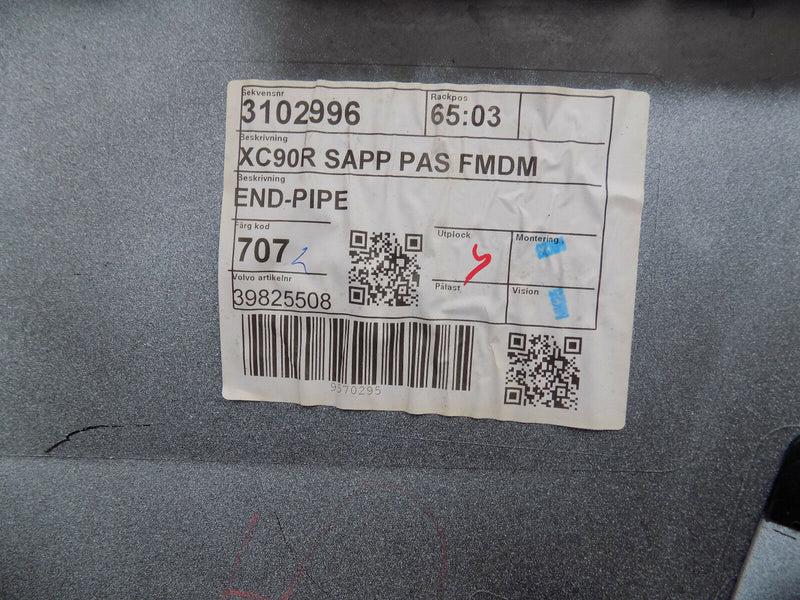 Sekvensnr Rackpos
3102996 65:03
Beskrivning
XC90R SAPP PAS FMDM
Beskrivning
END-PIPE
Färg kod Utplock Montering
707
Volvo artikelnr Pålast Vision
39825508
9570295